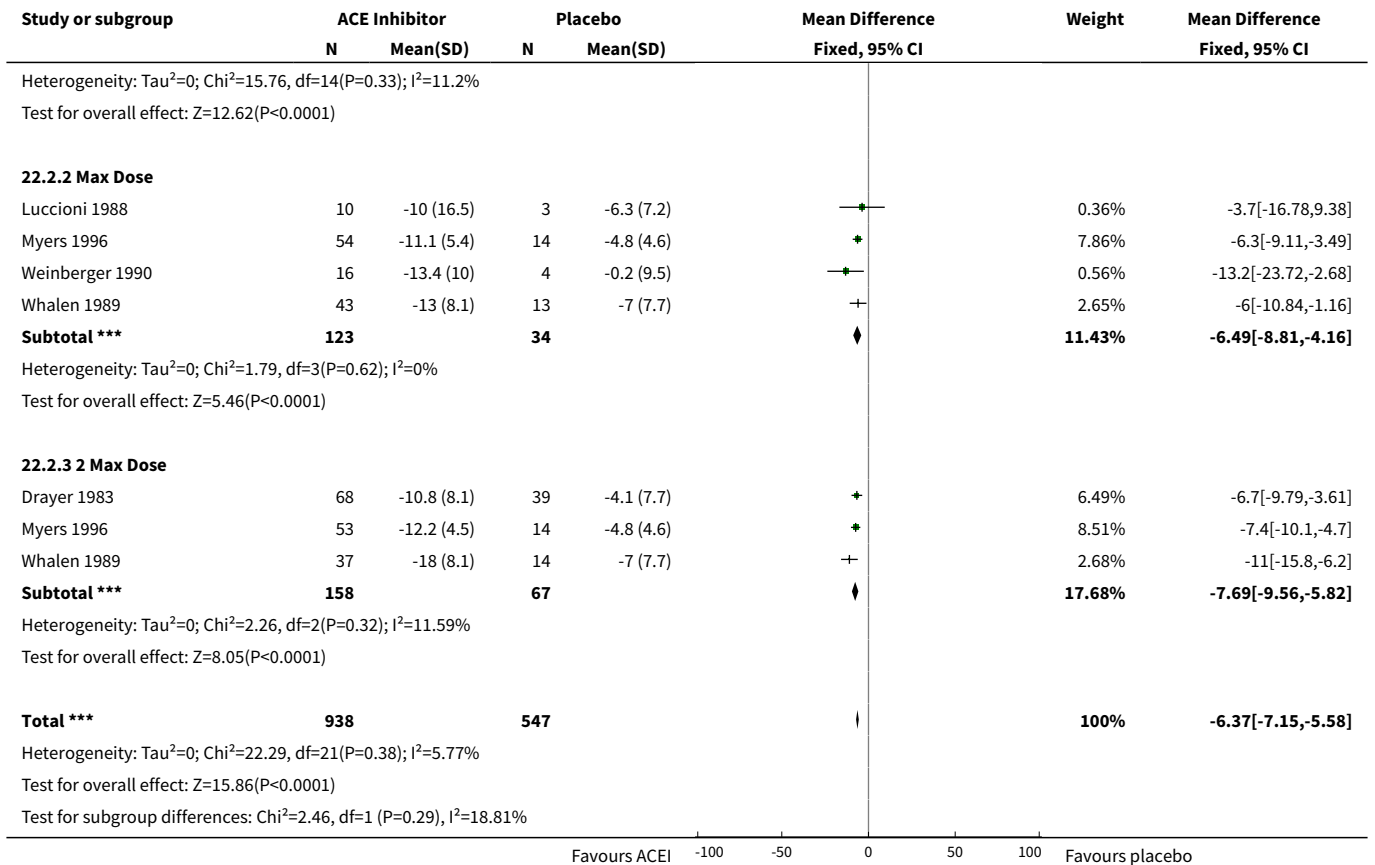 Study or subgroup ACE Inhibitor Placebo Mean Difference Weight Mean Difference
N Mean(SD) N Mean(SD) Fixed, 95% CI Fixed, 95% CI
Heterogeneity: Tau²=0; Chi²=15.76, df=14(P=0.33); I²=11.2%
Test for overall effect: Z=12.62(P<0.0001)
22.2.2 Max Dose
Luccioni 1988 10 -10 (16.5) 3 -6.3 (7.2) 0.36% -3.7[-16.78,9.38]
Myers 1996 54 -11.1 (5.4) 14 -4.8 (4.6) 7.86% -6.3[-9.11,-3.49]
Weinberger 1990 16 -13.4 (10) 4 -0.2 (9.5) 0.56% -13.2[-23.72,-2.68]
Whalen 1989 43 -13 (8.1) 13 -7 (7.7) 2.65% -6[-10.84,-1.16]
Subtotal *** 123 34 11.43% -6.49[-8.81,-4.16]
Heterogeneity: Tau²=0; Chi²=1.79, df=3(P=0.62); I²=0%
Test for overall effect: Z=5.46(P<0.0001)
22.2.3 2 Max Dose
Drayer 1983 68 -10.8 (8.1) 39 -4.1 (7.7) 6.49% -6.7[-9.79,-3.61]
Myers 1996 53 -12.2 (4.5) 14 -4.8 (4.6) 8.51% -7.4[-10.1,-4.7]
Whalen 1989 37 -18 (8.1) 14 -7 (7.7) 2.68% -11[-15.8,-6.2]
Subtotal *** 158 67 17.68% -7.69[-9.56,-5.82]
Heterogeneity: Tau²=0; Chi²=2.26, df=2(P=0.32); I²=11.59%
Test for overall effect: Z=8.05(P<0.0001)
Total *** 938 547 100% -6.37[-7.15,-5.58]
Heterogeneity: Tau²=0; Chi²=22.29, df=21(P=0.38); I²=5.77%
Test for overall effect: Z=15.86(P<0.0001)
Test for subgroup differences: Chi²=2.46, df=1 (P=0.29), I²=18.81%
Favours ACEI -100 -50 0 50 100 Favours placebo